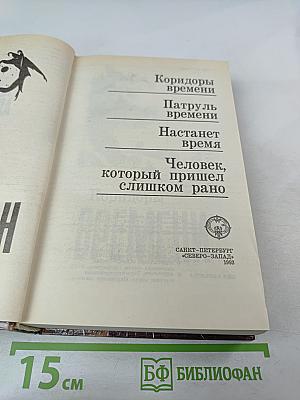 Коридоры
времени
Патруль
времени
Настанет
время
Человек,
который пришел
слишком рано
САНКТ-ПЕТЕРБУРГ
«СЕВЕРО-ЗАПАД»
1992
15 см
БФ БИБЛИОФАН